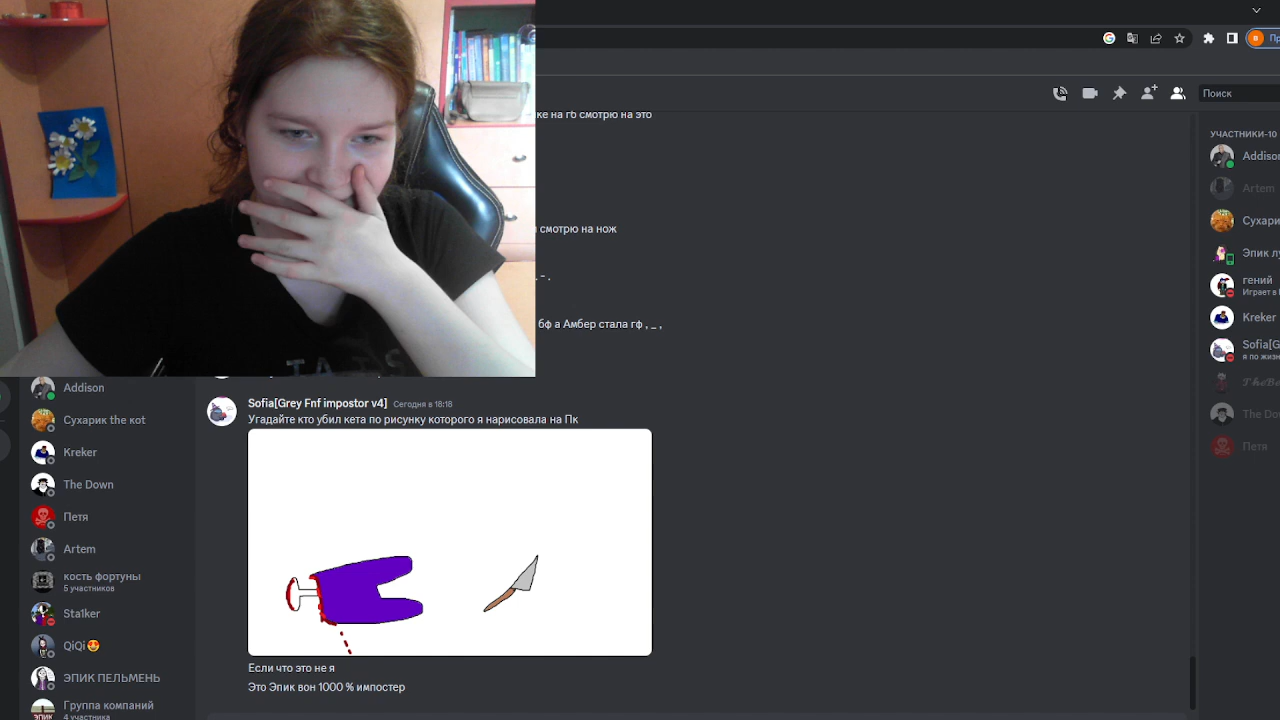 Поиск
на гб смотрю на это
смотрю на нож
. - .
бф а Амбер стала гф , _ ,
Addison
Сухарик the кот
Kreker
The Down
Петя
Artem
кость фортуны
5 участников
Sta1ker
QiQi😍
ЭПИК ПЕЛЬМЕНЬ
Группа компаний
4 участника
Sofia[Grey Fnf impostor v4] Сегодня в 18:18
Угадайте кто убил кета по рисунку которого я нарисовала на Пк
Если что это не я
Это Эпик вон 1000 % импостер
УЧАСТНИКИ-10
Addison
Artem
Сухари
Эпик лу
гений
Играет в
Kreker
Sofia[G
я по жизн
The Do
Петя